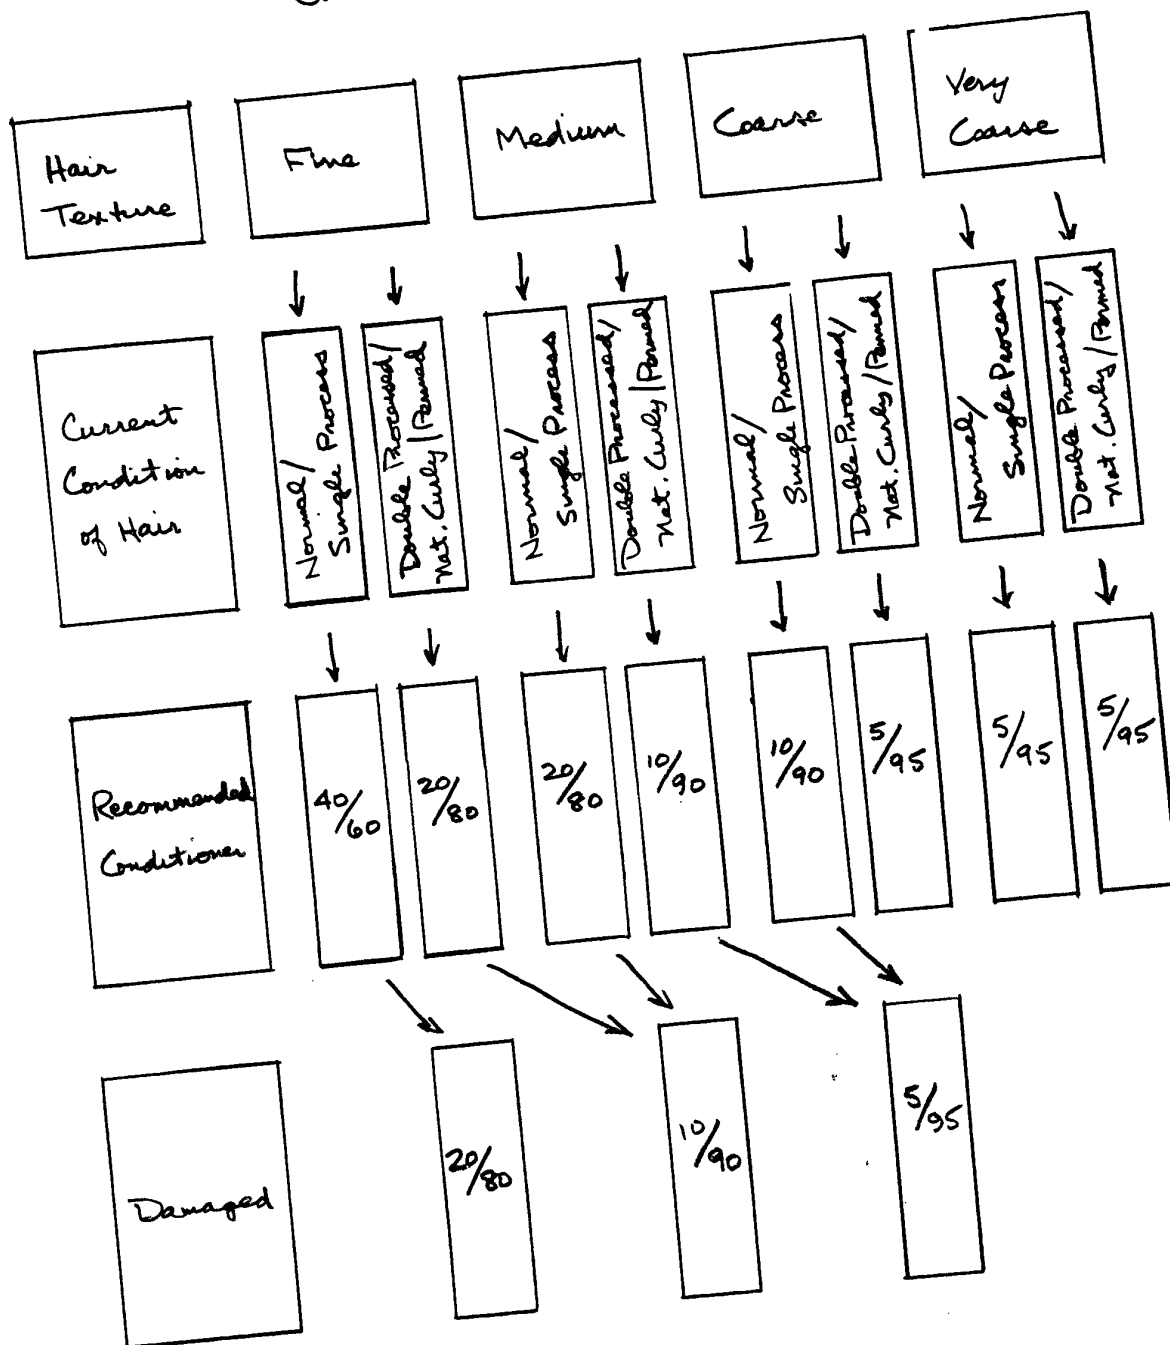 Hair
Texture
Fine
Medium
Coarse
Very
Coarse
Current
Condition
of Hair
Normal/
Single Process
Double Processed/
Nat. Curly/Permed
Normal/
Single Process
Double Processed/
Nat. Curly/Permed
Normal/
Single Process
Double Processed/
Nat. Curly/Permed
Normal/
Single Process
Double Processed/
Nat. Curly/Permed
Recommended
Conditioner
40/60
20/80
20/80
10/90
10/90
5/95
5/95
5/95
Damaged
20/80
10/90
5/95